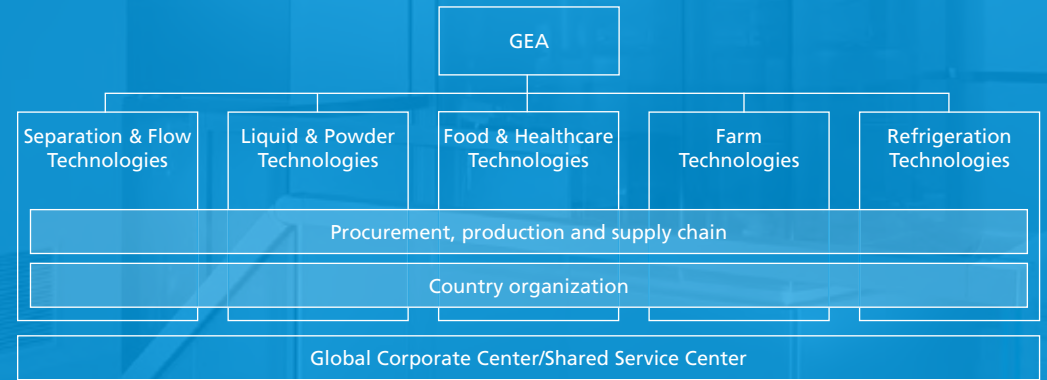 GEA
Separation & Flow
Technologies
Liquid & Powder
Technologies
Food & Healthcare
Technologies
Farm
Technologies
Refrigeration
Technologies
Procurement, production and supply chain
Country organization
Global Corporate Center/Shared Service Center